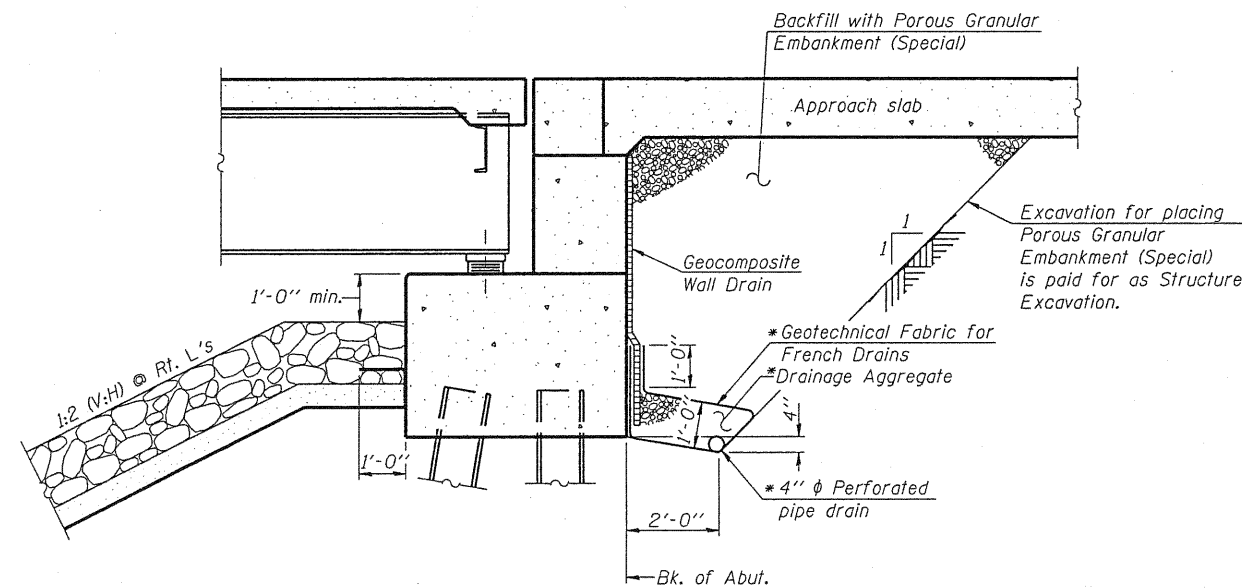 Backfill with Porous Granular
Embankment (Special)
Approach slab
1
1
Excavation for placing
Porous Granular
Embankment (Special)
is paid for as Structure
Excavation.
Geocomposite
Wall Drain
1'-0" min.
1:2 (V:H) @ Rt. L's
* Geotechnical Fabric for
French Drains
* Drainage Aggregate
1'-0"
1'-0"
4"
1'-0"
* 4" ϕ Perforated
pipe drain
2'-0"
Bk. of Abut.